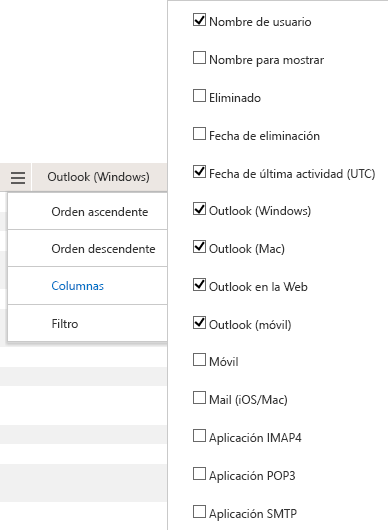 Outlook (Windows)
Orden ascendente
Orden descendente
Columnas
Filtro
Nombre de usuario
Nombre para mostrar
Eliminado
Fecha de eliminación
Fecha de última actividad (UTC)
Outlook (Windows)
Outlook (Mac)
Outlook en la Web
Outlook (móvil)
Móvil
Mail (iOS/Mac)
Aplicación IMAP4
Aplicación POP3
Aplicación SMTP